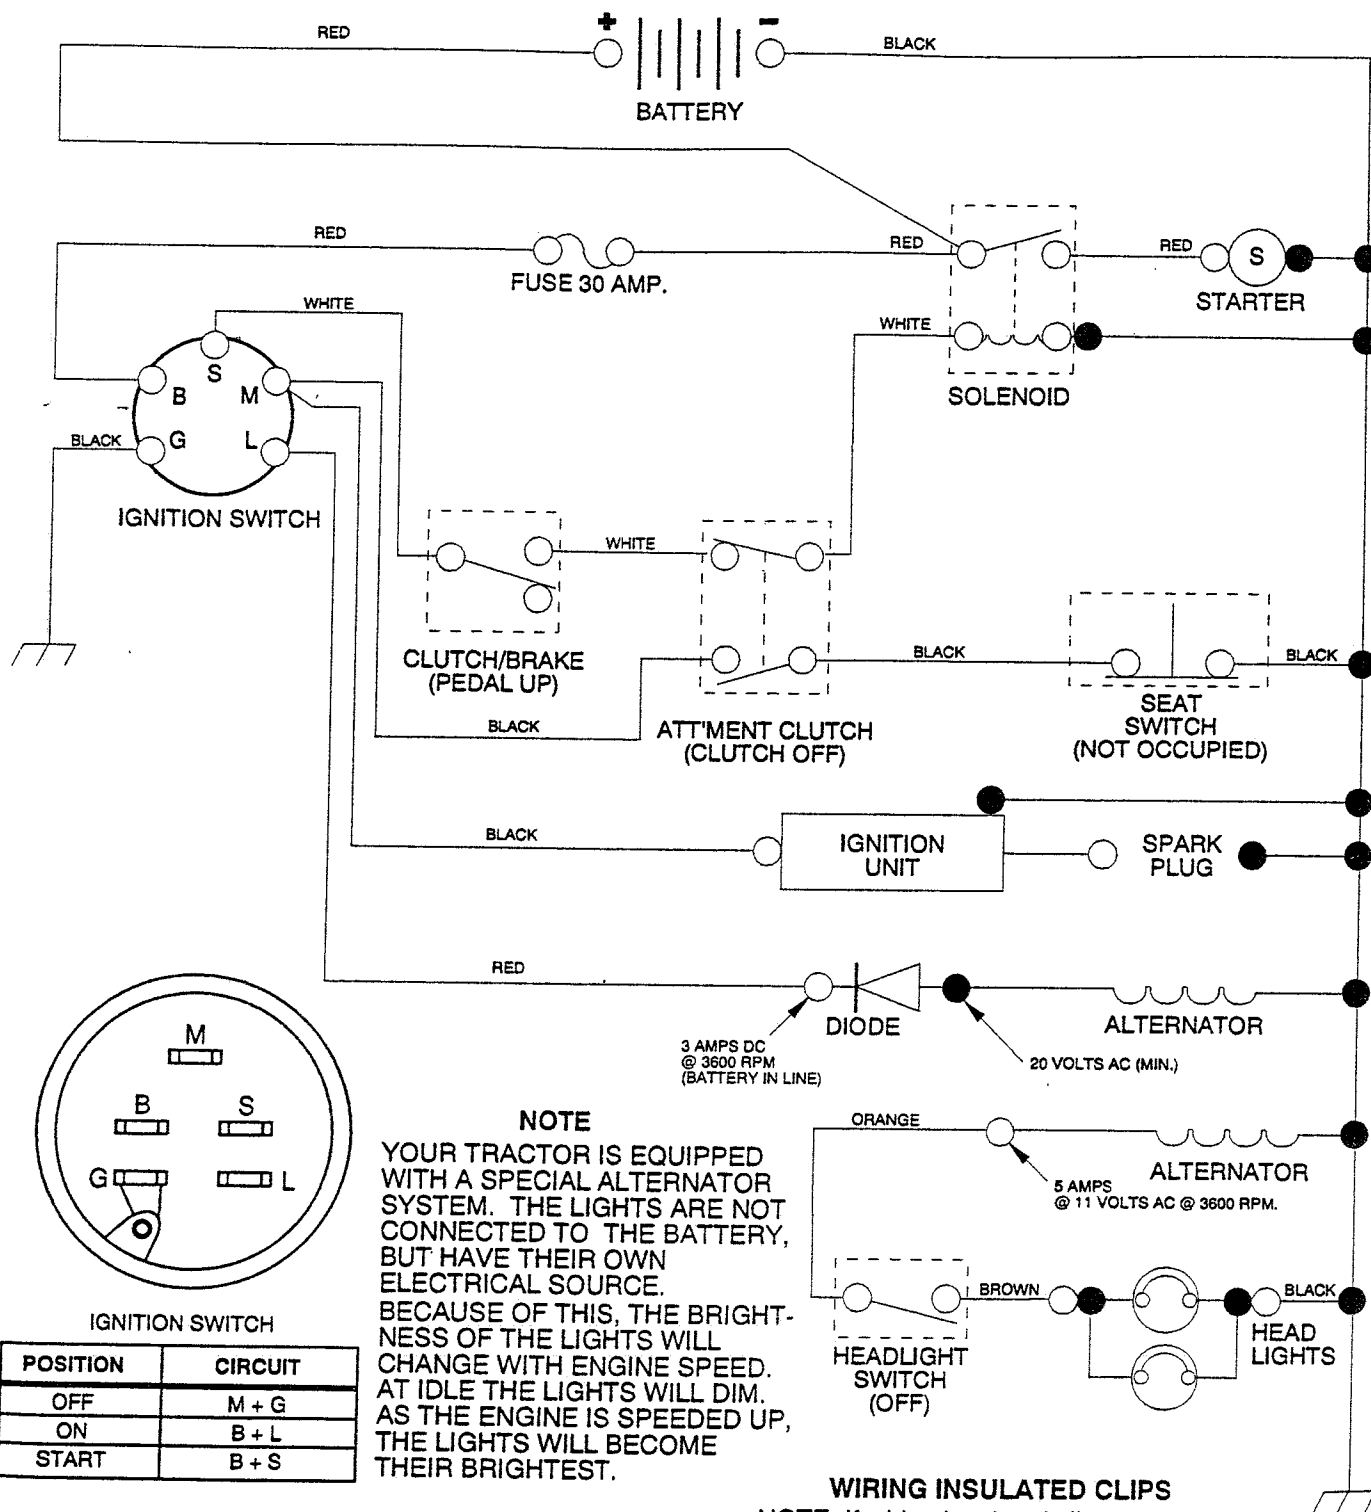 + -
RED
BLACK
BATTERY
RED
RED
RED
S
FUSE 30 AMP.
STARTER
WHITE
WHITE
S
B
M
SOLENOID
BLACK
G
L
IGNITION SWITCH
WHITE
CLUTCH/BRAKE
(PEDAL UP)
BLACK
BLACK
BLACK
ATT'MENT CLUTCH
(CLUTCH OFF)
SEAT
SWITCH
(NOT OCCUPIED)
BLACK
IGNITION
UNIT
SPARK
PLUG
RED
DIODE
ALTERNATOR
3 AMPS DC
@ 3600 RPM
(BATTERY IN LINE)
20 VOLTS AC (MIN.)
M
B
S
G
L
IGNITION SWITCH
POSITION CIRCUIT
OFF M + G
ON B + L
START B + S
NOTE
YOUR TRACTOR IS EQUIPPED
WITH A SPECIAL ALTERNATOR
SYSTEM. THE LIGHTS ARE NOT
CONNECTED TO THE BATTERY,
BUT HAVE THEIR OWN
ELECTRICAL SOURCE.
BECAUSE OF THIS, THE BRIGHT-
NESS OF THE LIGHTS WILL
CHANGE WITH ENGINE SPEED.
AT IDLE THE LIGHTS WILL DIM.
AS THE ENGINE IS SPEEDED UP,
THE LIGHTS WILL BECOME
THEIR BRIGHTEST.
ORANGE
ALTERNATOR
5 AMPS
@ 11 VOLTS AC @ 3600 RPM.
BROWN
BLACK
HEADLIGHT
SWITCH
(OFF)
HEAD
LIGHTS
WIRING INSULATED CLIPS